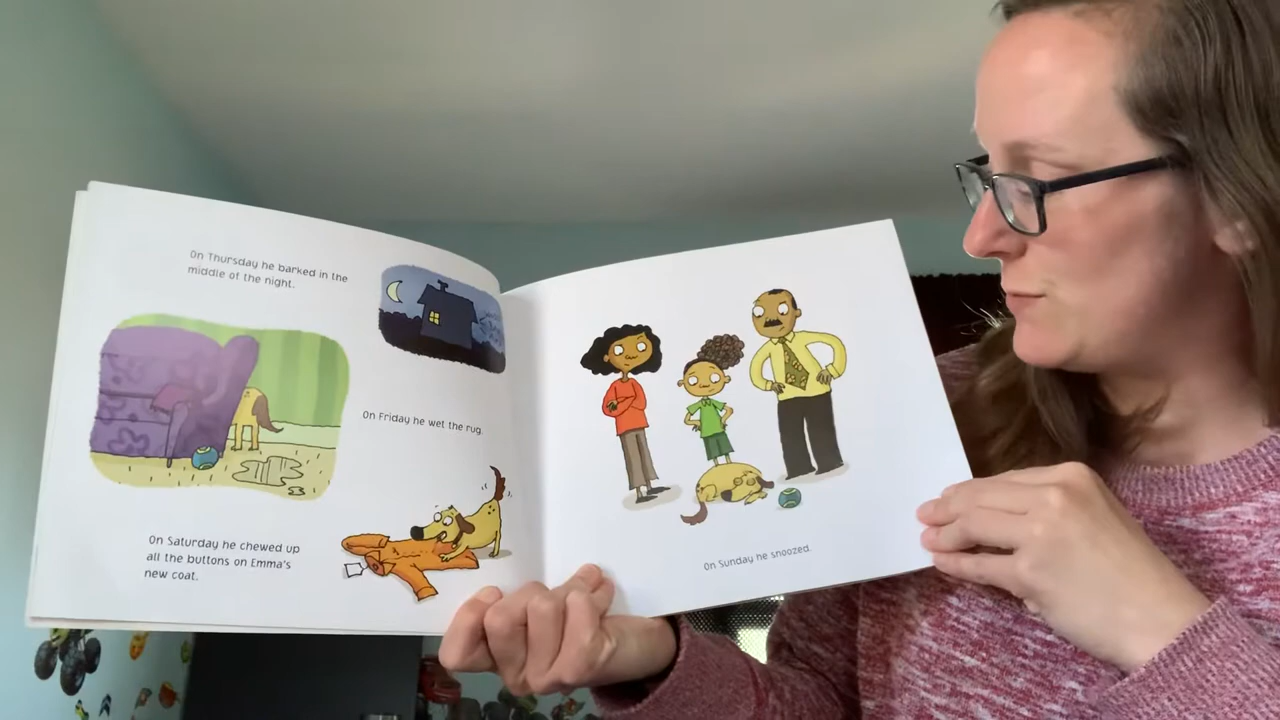 On Thursday he barked in the
middle of the night.
On Friday he wet the rug.
On Saturday he chewed up
all the buttons on Emma's
new coat.
On Sunday he snoozed.